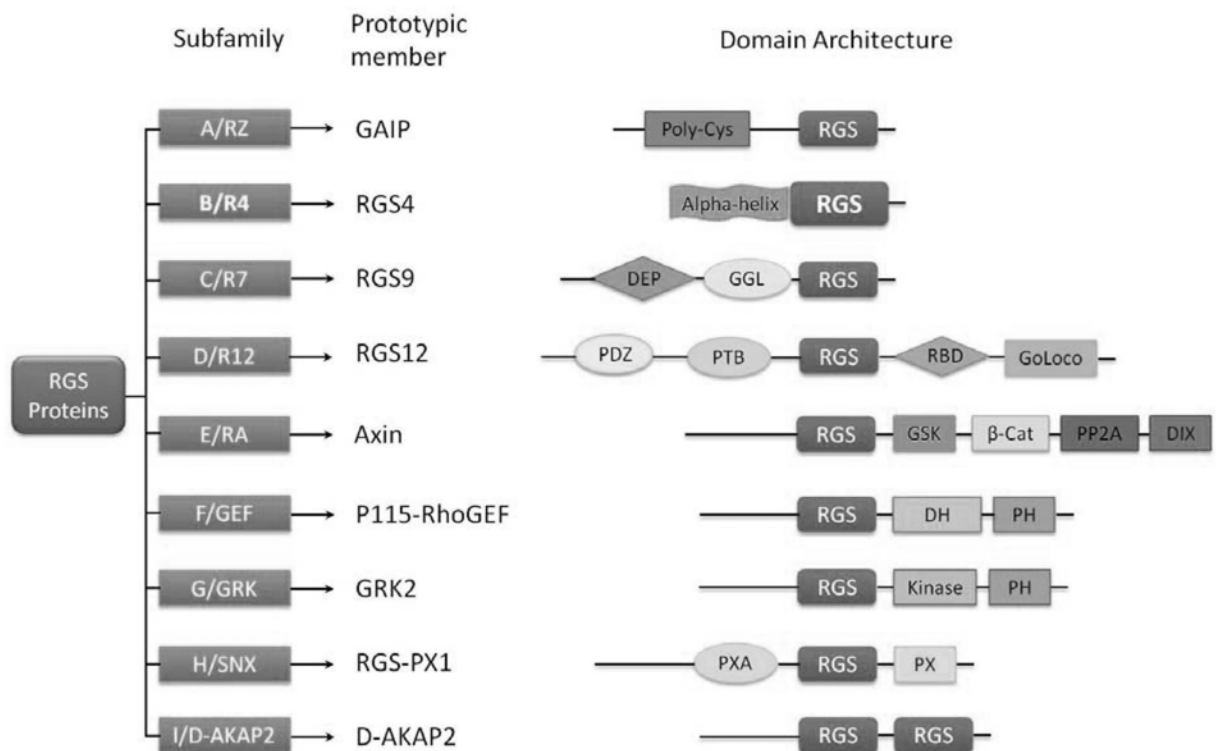 Subfamily Prototypic member Domain Architecture
RGS Proteins
A/RZ GAIP Poly-Cys RGS
B/R4 RGS4 Alpha-helix RGS
C/R7 RGS9 DEP GGL RGS
D/R12 RGS12 PDZ PTB RGS RBD GoLoco
E/RA Axin RGS GSK β-Cat PP2A DIX
F/GEF P115-RhoGEF RGS DH PH
G/GRK GRK2 RGS Kinase PH
H/SNX RGS-PX1 PXA RGS PX
I/D-AKAP2 D-AKAP2 RGS RGS